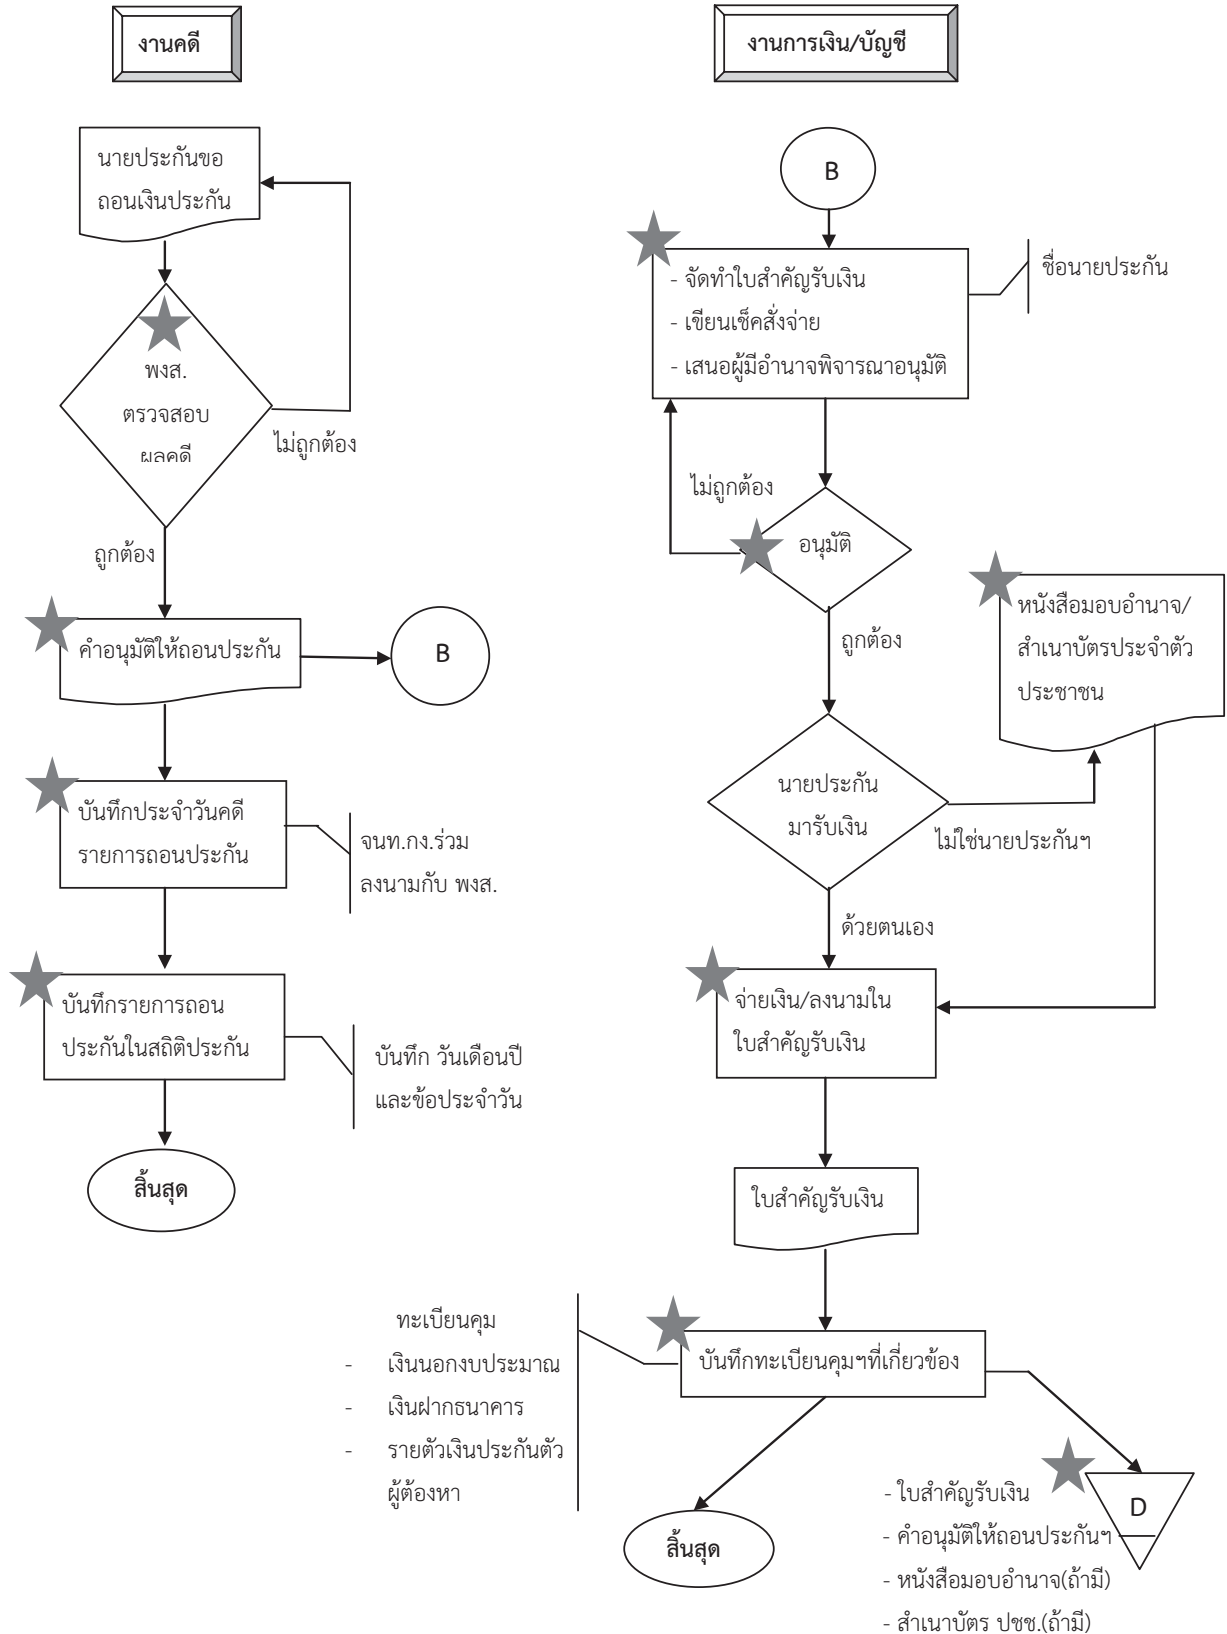 งานคดี
นายประกันขอ
ถอนเงินประกัน
พงส.
ตรวจสอบ
ผลคดี
ไม่ถูกต้อง
ถูกต้อง
คำอนุมัติให้ถอนประกัน
B
บันทึกประจำวันคดี
รายการถอนประกัน
จนท.กง.ร่วม
ลงนามกับ พงส.
บันทึกรายการถอน
ประกันในสถิติประกัน
บันทึก วันเดือนปี
และข้อประจำวัน
สิ้นสุด
งานการเงิน/บัญชี
B
- จัดทำใบสำคัญรับเงิน
- เขียนเช็คสั่งจ่าย
- เสนอผู้มีอำนาจพิจารณาอนุมัติ
ชื่อนายประกัน
ไม่ถูกต้อง
อนุมัติ
ถูกต้อง
หนังสือมอบอำนาจ/
สำเนาบัตรประจำตัว
ประชาชน
นายประกัน
มารับเงิน
ไม่ใช่นายประกันฯ
ด้วยตนเอง
จ่ายเงิน/ลงนามใน
ใบสำคัญรับเงิน
ใบสำคัญรับเงิน
ทะเบียนคุม
- เงินนอกงบประมาณ
- เงินฝากธนาคาร
- รายตัวเงินประกันตัว
ผู้ต้องหา
บันทึกทะเบียนคุมฯที่เกี่ยวข้อง
สิ้นสุด
D
- ใบสำคัญรับเงิน
- คำอนุมัติให้ถอนประกันฯ
- หนังสือมอบอำนาจ(ถ้ามี)
- สำเนาบัตร ปชช.(ถ้ามี)